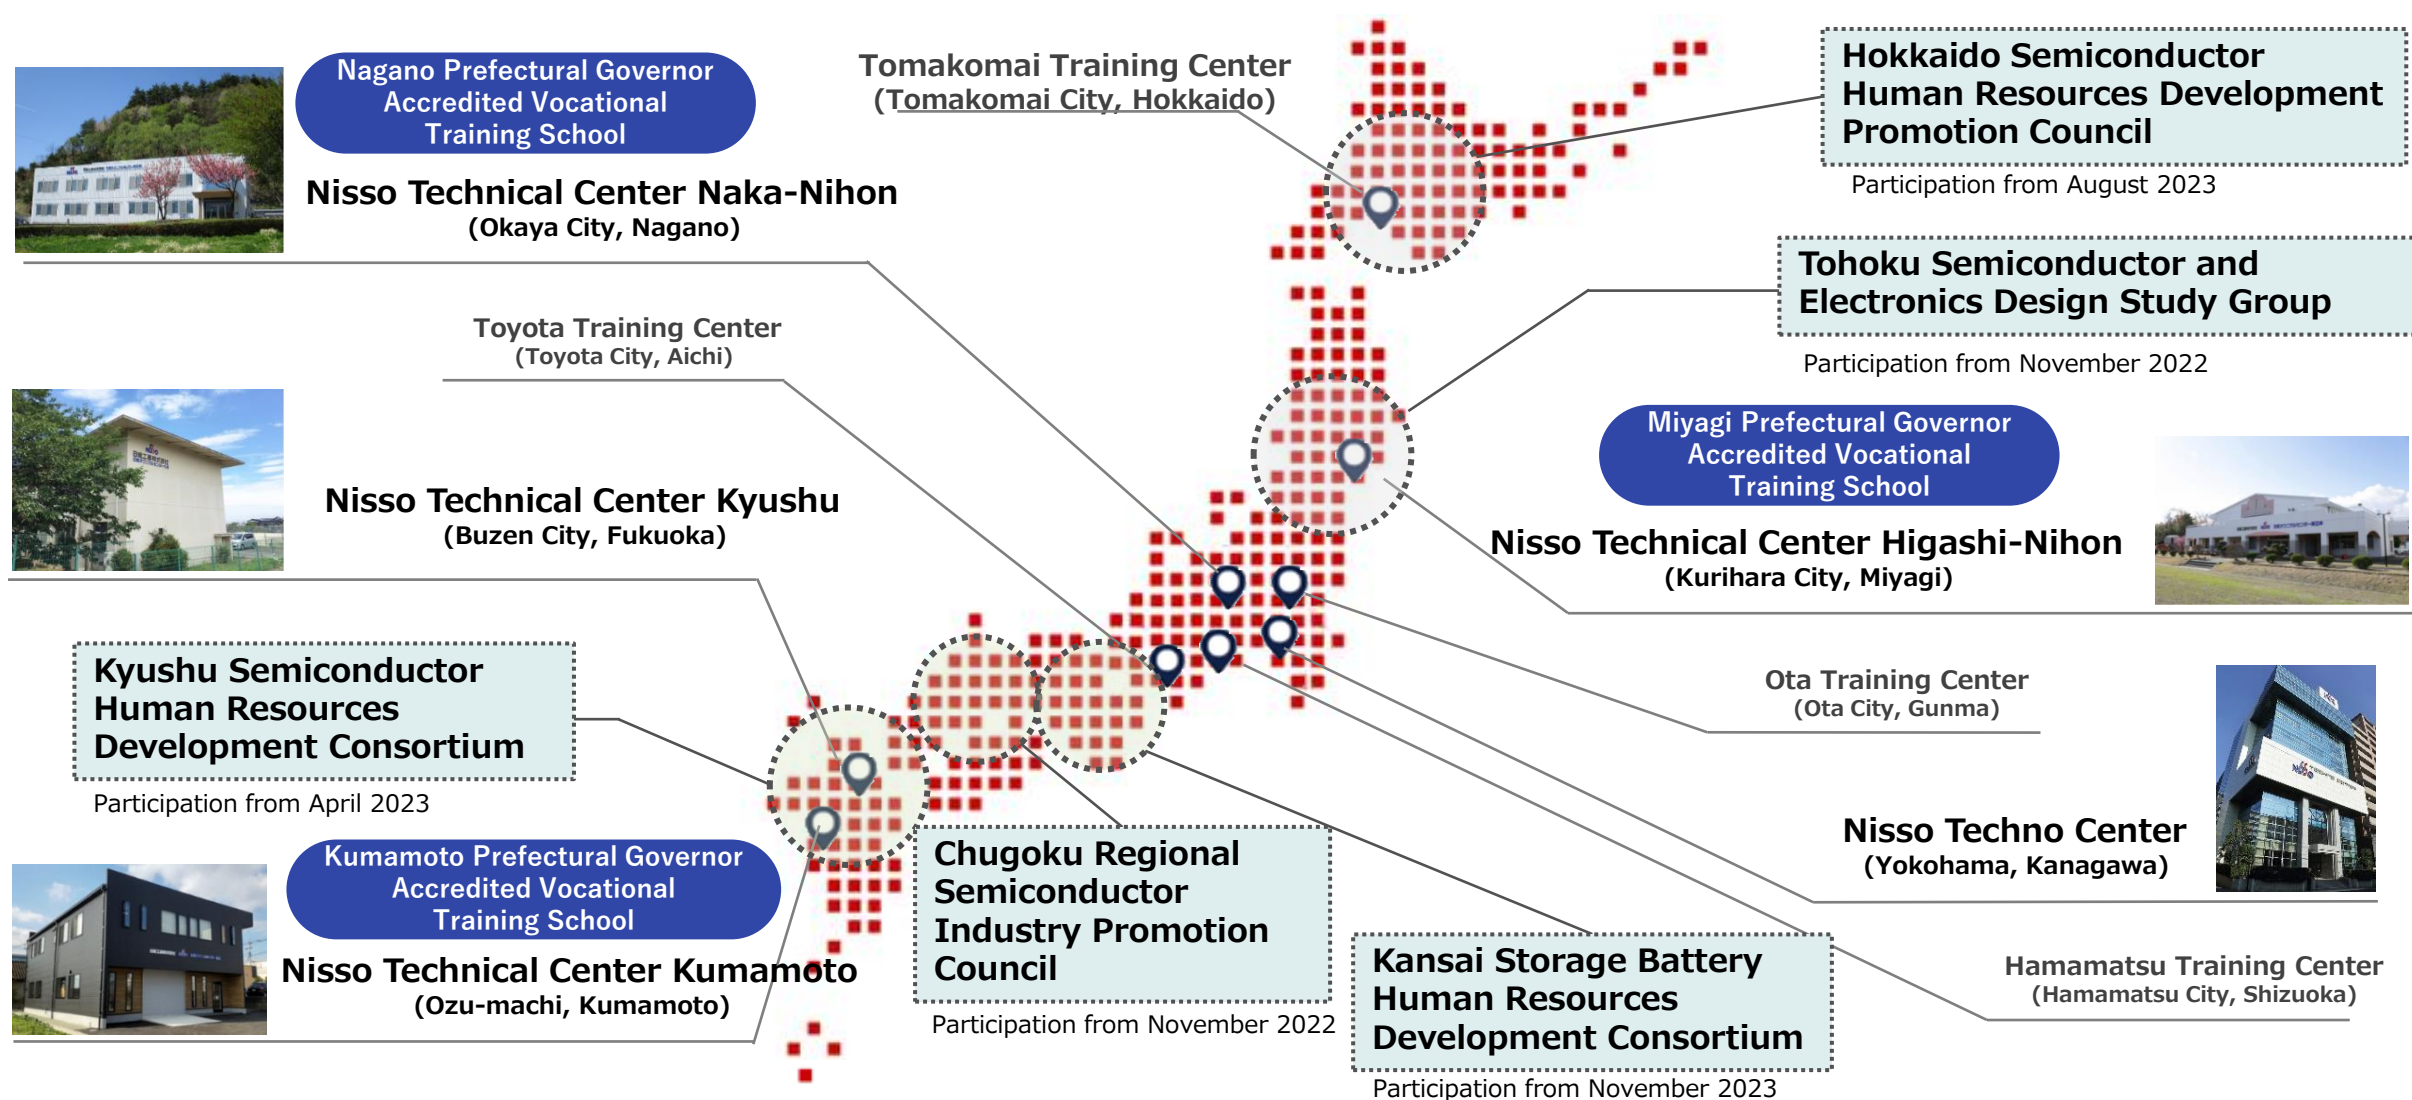 Nagano Prefectural Governor
Accredited Vocational
Training School
Nisso Technical Center Naka-Nihon
(Okaya City, Nagano)
Tomakomai Training Center
(Tomakomai City, Hokkaido)
Hokkaido Semiconductor
Human Resources Development
Promotion Council
Participation from August 2023
Tohoku Semiconductor and
Electronics Design Study Group
Participation from November 2022
Toyota Training Center
(Toyota City, Aichi)
Miyagi Prefectural Governor
Accredited Vocational
Training School
Nisso Technical Center Higashi-Nihon
(Kurihara City, Miyagi)
Nisso Technical Center Kyushu
(Buzen City, Fukuoka)
Kyushu Semiconductor
Human Resources
Development Consortium
Participation from April 2023
Ota Training Center
(Ota City, Gunma)
Nisso Techno Center
(Yokohama, Kanagawa)
Kumamoto Prefectural Governor
Accredited Vocational
Training School
Nisso Technical Center Kumamoto
(Ozu-machi, Kumamoto)
Chugoku Regional
Semiconductor
Industry Promotion
Council
Participation from November 2022
Kansai Storage Battery
Human Resources
Development Consortium
Participation from November 2023
Hamamatsu Training Center
(Hamamatsu City, Shizuoka)